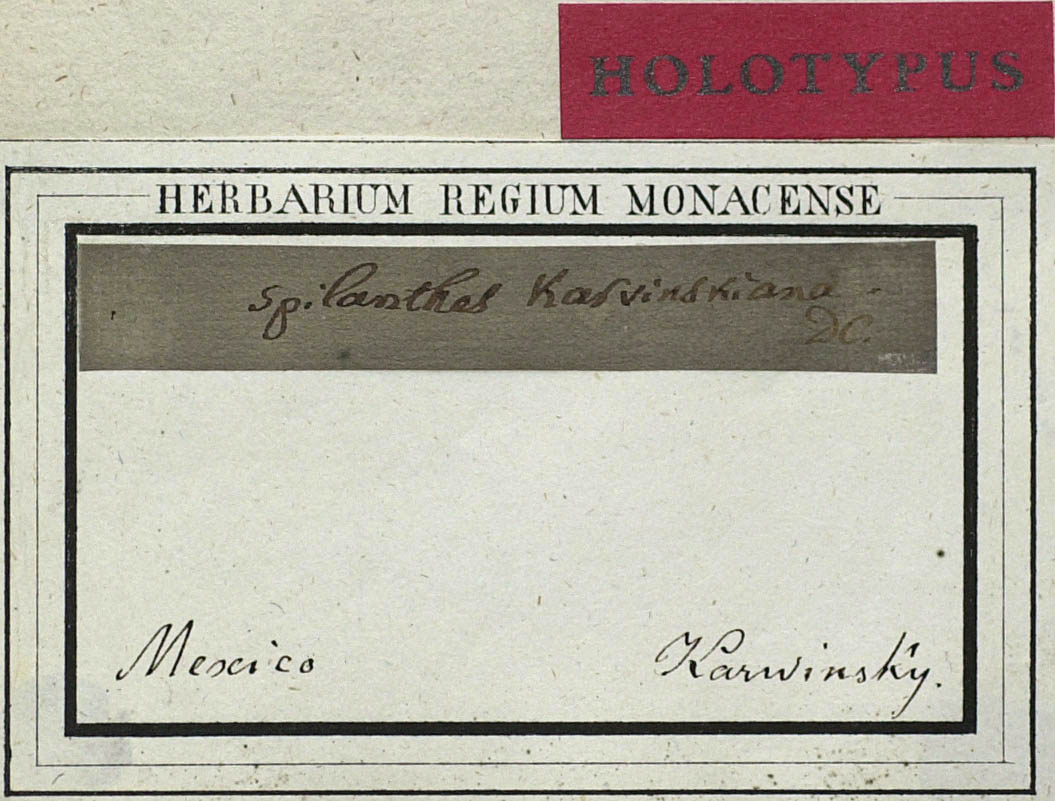 HOLOTYPUS
HERBARIUM REGIUM MONACENSE
Spilanthes Karvinskiana.
DC.
Mexico
Karwinsky.